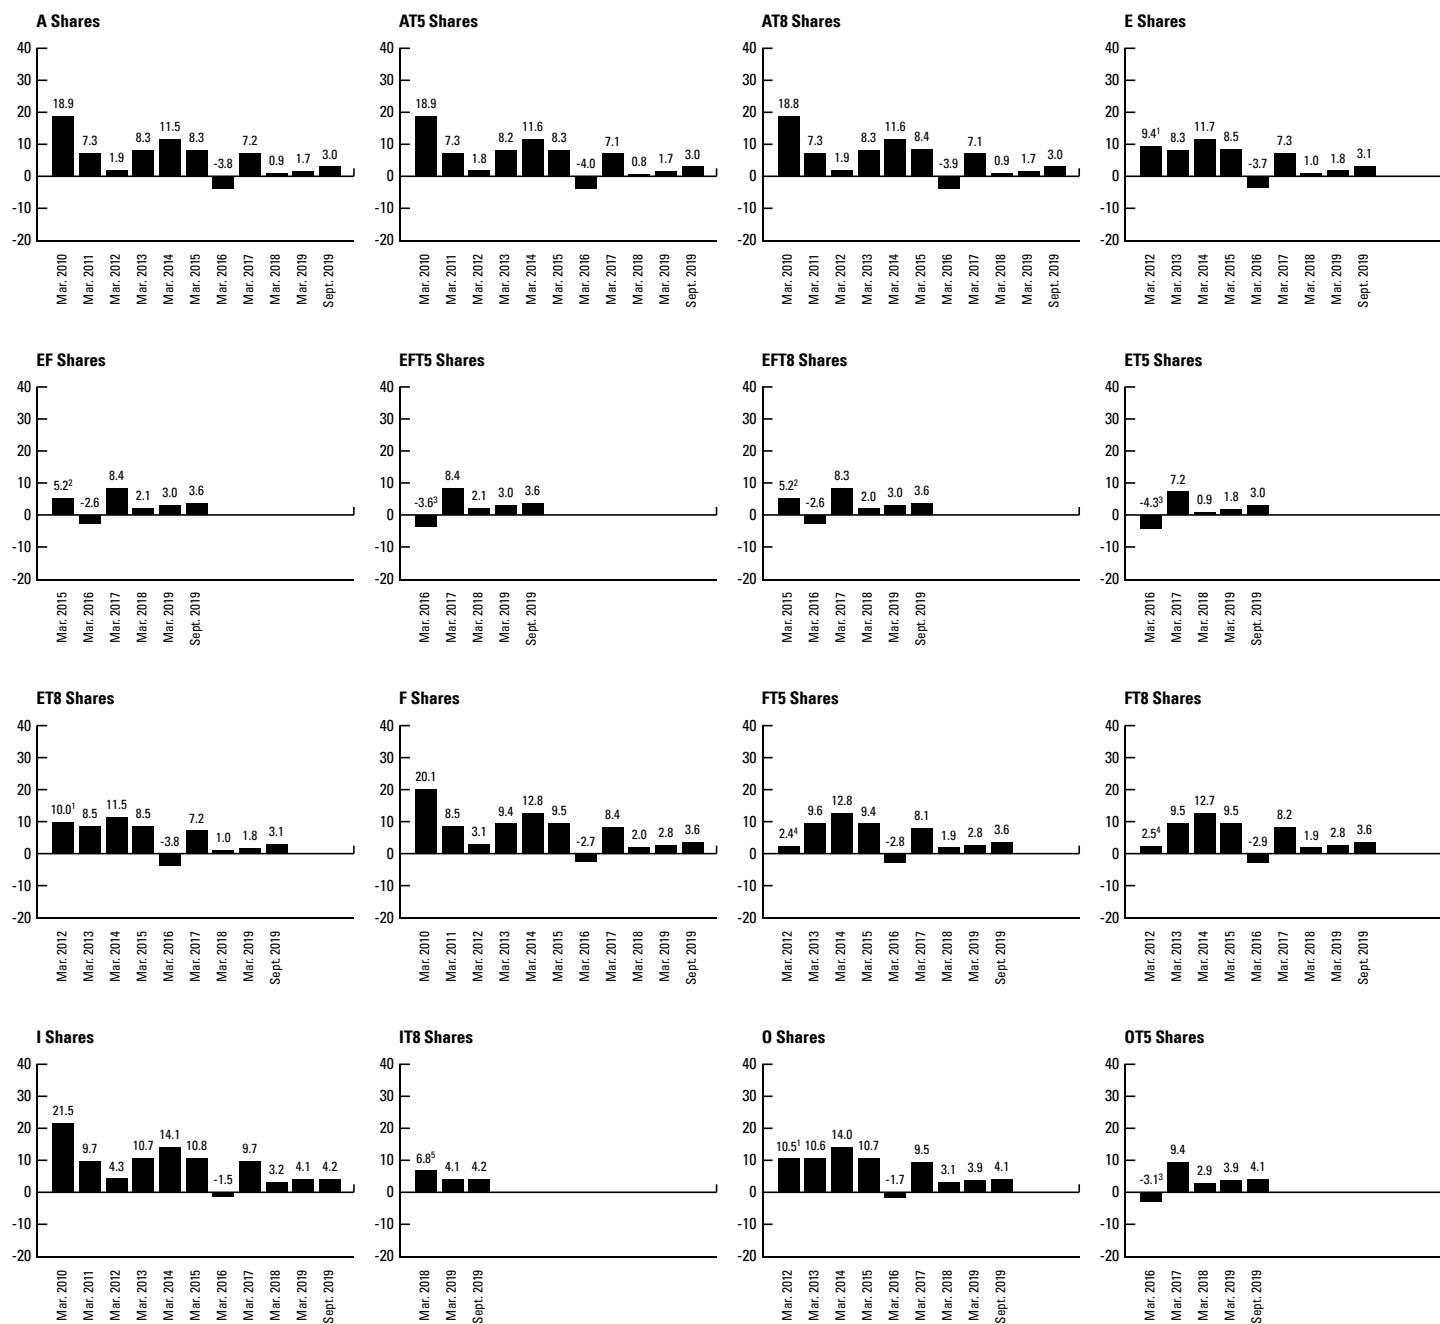 A Shares
40
30
20
10
0
-10
-20
18.9
7.3
1.9
8.3
11.5
8.3
-3.8
7.2
0.9
1.7
3.0
Mar. 2010
Mar. 2011
Mar. 2012
Mar. 2013
Mar. 2014
Mar. 2015
Mar. 2016
Mar. 2017
Mar. 2018
Mar. 2019
Sept. 2019
AT5 Shares
40
30
20
10
0
-10
-20
18.9
7.3
1.8
8.2
11.6
8.3
-4.0
7.1
0.8
1.7
3.0
Mar. 2010
Mar. 2011
Mar. 2012
Mar. 2013
Mar. 2014
Mar. 2015
Mar. 2016
Mar. 2017
Mar. 2018
Mar. 2019
Sept. 2019
AT8 Shares
40
30
20
10
0
-10
-20
18.8
7.3
1.9
8.3
11.6
8.4
-3.9
7.1
0.9
1.7
3.0
Mar. 2010
Mar. 2011
Mar. 2012
Mar. 2013
Mar. 2014
Mar. 2015
Mar. 2016
Mar. 2017
Mar. 2018
Mar. 2019
Sept. 2019
E Shares
40
30
20
10
0
-10
-20
9.4¹
8.3
11.7
8.5
-3.7
7.3
1.0
1.8
3.1
Mar. 2012
Mar. 2013
Mar. 2014
Mar. 2015
Mar. 2016
Mar. 2017
Mar. 2018
Mar. 2019
Sept. 2019
EF Shares
40
30
20
10
0
-10
-20
5.2²
-2.6
8.4
2.1
3.0
3.6
Mar. 2015
Mar. 2016
Mar. 2017
Mar. 2018
Mar. 2019
Sept. 2019
EFT5 Shares
40
30
20
10
0
-10
-20
-3.6³
8.4
2.1
3.0
3.6
Mar. 2016
Mar. 2017
Mar. 2018
Mar. 2019
Sept. 2019
EFT8 Shares
40
30
20
10
0
-10
-20
5.2²
-2.6
8.3
2.0
3.0
3.6
Mar. 2015
Mar. 2016
Mar. 2017
Mar. 2018
Mar. 2019
Sept. 2019
ET5 Shares
40
30
20
10
0
-10
-20
-4.3³
7.2
0.9
1.8
3.0
Mar. 2016
Mar. 2017
Mar. 2018
Mar. 2019
Sept. 2019
ET8 Shares
40
30
20
10
0
-10
-20
10.0¹
8.5
11.5
8.5
-3.8
7.2
1.0
1.8
3.1
Mar. 2012
Mar. 2013
Mar. 2014
Mar. 2015
Mar. 2016
Mar. 2017
Mar. 2018
Mar. 2019
Sept. 2019
F Shares
40
30
20
10
0
-10
-20
20.1
8.5
3.1
9.4
12.8
9.5
-2.7
8.4
2.0
2.8
3.6
Mar. 2010
Mar. 2011
Mar. 2012
Mar. 2013
Mar. 2014
Mar. 2015
Mar. 2016
Mar. 2017
Mar. 2018
Mar. 2019
Sept. 2019
FT5 Shares
40
30
20
10
0
-10
-20
2.4⁴
9.6
12.8
9.4
-2.8
8.1
1.9
2.8
3.6
Mar. 2012
Mar. 2013
Mar. 2014
Mar. 2015
Mar. 2016
Mar. 2017
Mar. 2018
Mar. 2019
Sept. 2019
FT8 Shares
40
30
20
10
0
-10
-20
2.5⁴
9.5
12.7
9.5
-2.9
8.2
1.9
2.8
3.6
Mar. 2012
Mar. 2013
Mar. 2014
Mar. 2015
Mar. 2016
Mar. 2017
Mar. 2018
Mar. 2019
Sept. 2019
I Shares
40
30
20
10
0
-10
-20
21.5
9.7
4.3
10.7
14.1
10.8
-1.5
9.7
3.2
4.1
4.2
Mar. 2010
Mar. 2011
Mar. 2012
Mar. 2013
Mar. 2014
Mar. 2015
Mar. 2016
Mar. 2017
Mar. 2018
Mar. 2019
Sept. 2019
IT8 Shares
40
30
20
10
0
-10
-20
6.8⁵
4.1
4.2
Mar. 2018
Mar. 2019
Sept. 2019
O Shares
40
30
20
10
0
-10
-20
10.5¹
10.6
14.0
10.7
-1.7
9.5
3.1
3.9
4.1
Mar. 2012
Mar. 2013
Mar. 2014
Mar. 2015
Mar. 2016
Mar. 2017
Mar. 2018
Mar. 2019
Sept. 2019
OT5 Shares
40
30
20
10
0
-10
-20
-3.1³
9.4
2.9
3.9
4.1
Mar. 2016
Mar. 2017
Mar. 2018
Mar. 2019
Sept. 2019